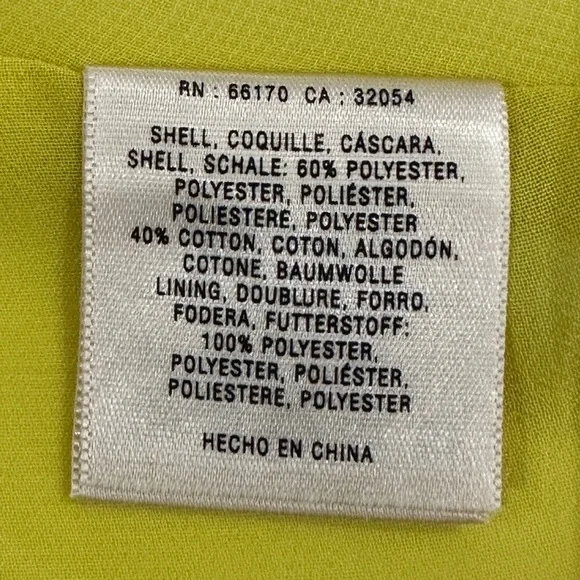 RN : 66170 CA : 32054
SHELL, COQUILLE, CÁSCARA,
SHELL, SCHALE: 60% POLYESTER,
POLYESTER, POLIÉSTER,
POLIESTERE, POLYESTER
40% COTTON, COTON, ALGODÓN,
COTONE, BAUMWOLLE
LINING, DOUBLURE, FORRO,
FODERA, FUTTERSTOFF:
100% POLYESTER,
POLYESTER, POLIÉSTER,
POLIESTERE, POLYESTER
HECHO EN CHINA